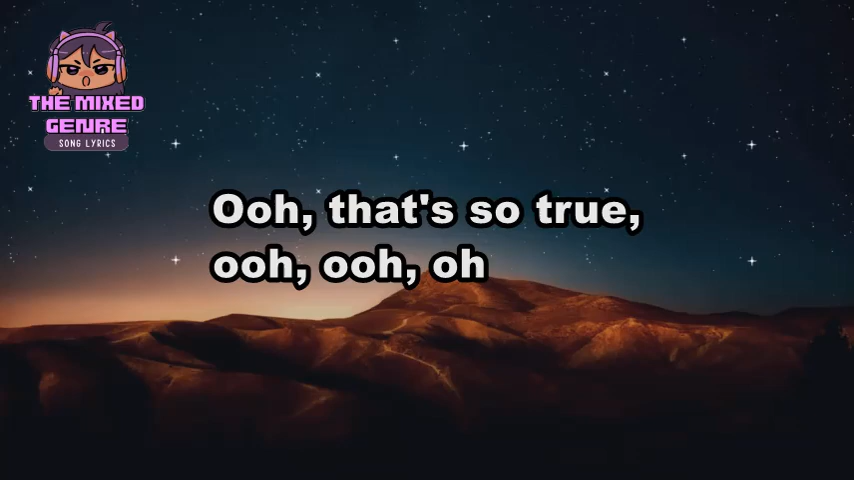 THE MIXED
GENRE
SONG LYRICS
Ooh, that's so true,
ooh, ooh, oh